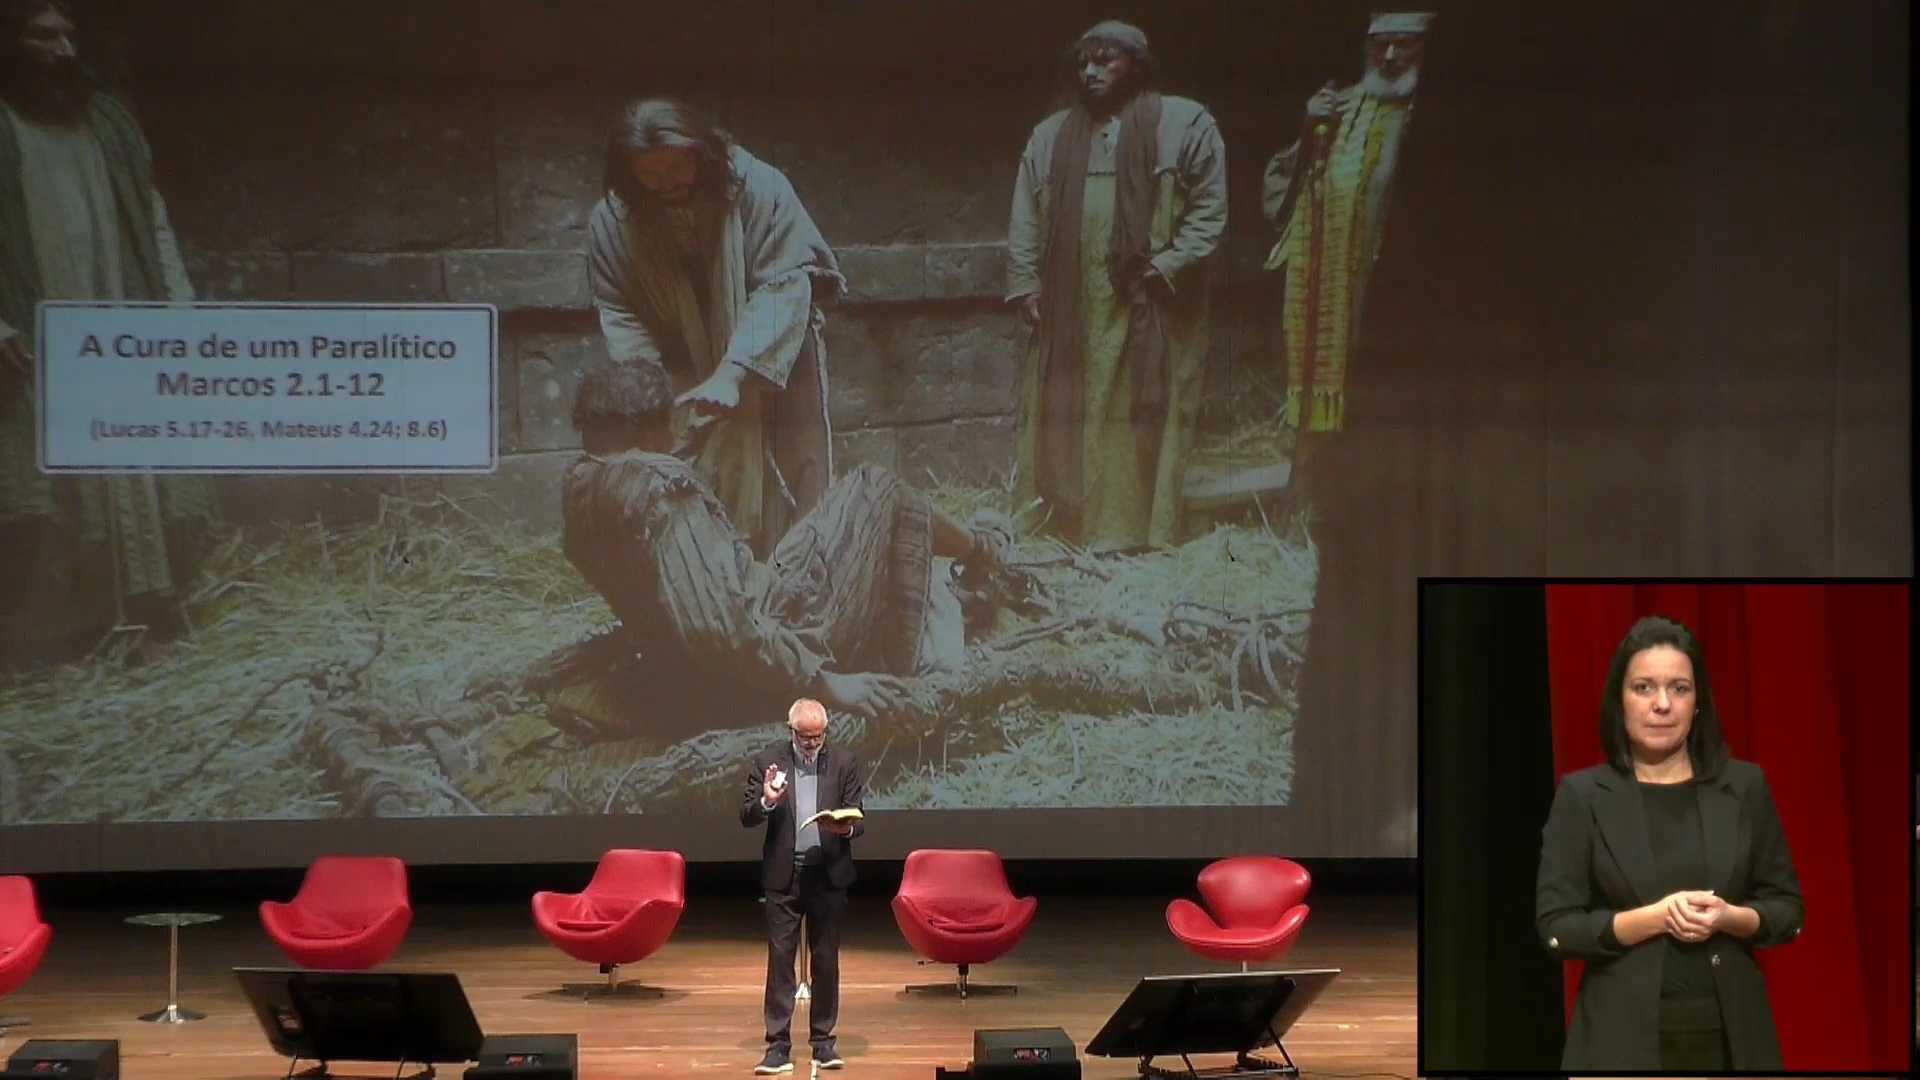 A Cura de um Paralítico
Marcos 2.1-12
(Lucas 5.17-26, Mateus 4.24; 8.6)